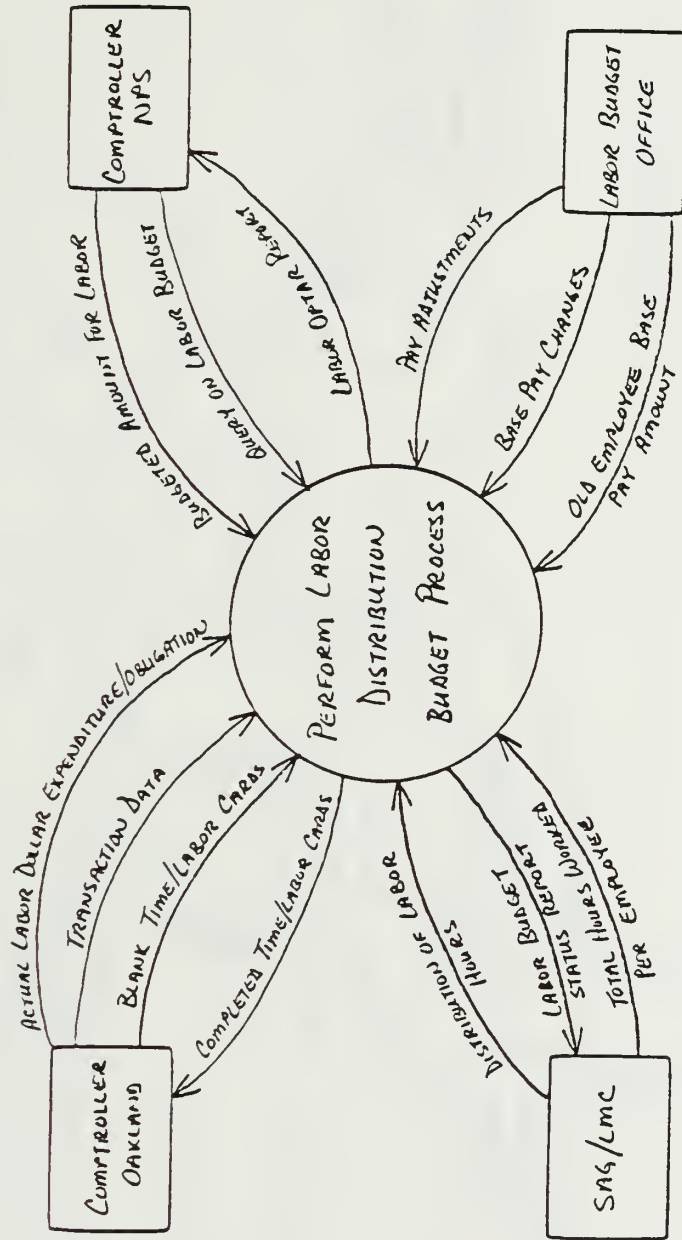 COMPTROLLER
OAKLAND
ACTUAL LABOR DOLLAR EXPENDITURE/OBLIGATION
TRANSACTION DATA
BLANK TIME/LABOR CARDS
COMPLETED TIME/LABOR CARDS
COMPTROLLER
NPS
BUDGETED AMOUNT FOR LABOR
QUERY ON LABOR BUDGET
LABOR OPTAR REPORT
PERFORM LABOR
DISTRIBUTION
BUDGET PROCESS
SAG/LMC
DISTRIBUTION OF LABOR
HOURS
LABOR BUDGET
STATUS REPORT
TOTAL HOURS WORKED
PER EMPLOYEE
LABOR BUDGET
OFFICE
PAY ADJUSTMENTS
BASE PAY CHANGES
OLD EMPLOYEE BASE
PAY AMOUNT